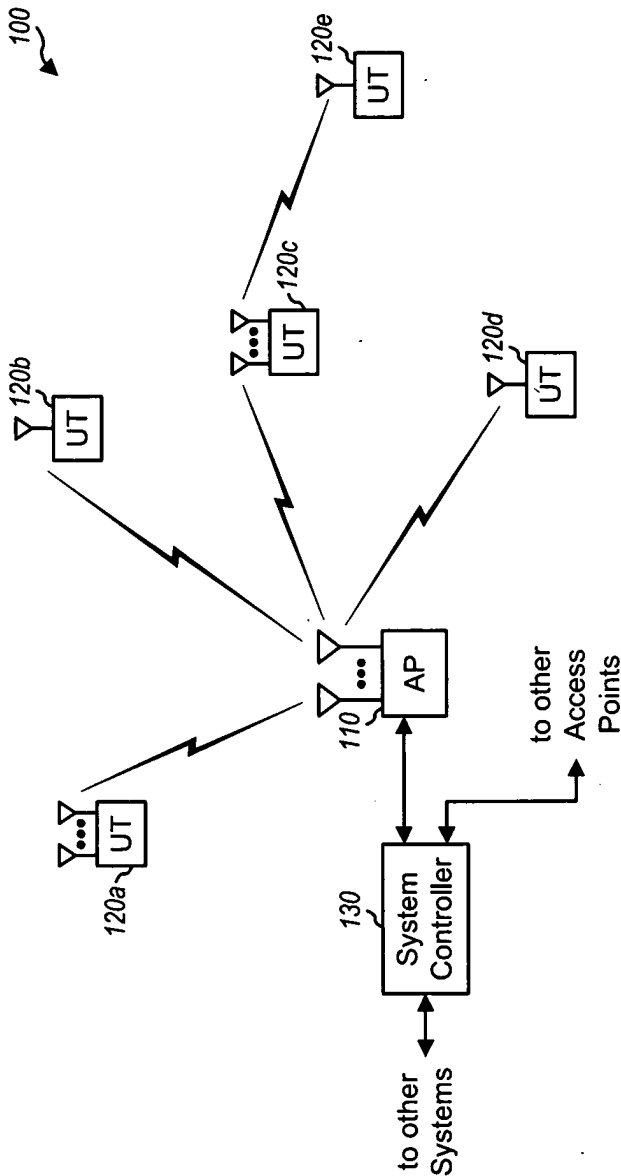 100
120b
UT
120e
UT
120a
UT
120c
UT
110
AP
120d
UT
130
System
Controller
to other
Systems
to other
Access
Points